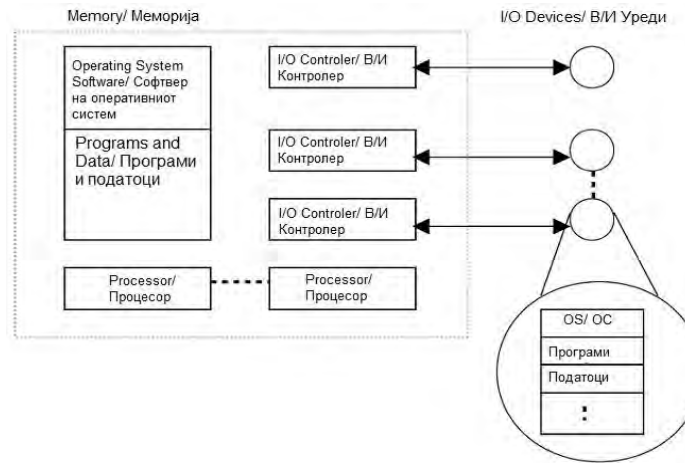 Memory/ Меморија
I/O Devices/ В/И Уреди
Operating System
Software/ Софтвер
на оперативниот
систем
Programs and
Data/ Програми
и податоци
I/O Controler/ В/И
Контролер
I/O Controler/ В/И
Контролер
I/O Controler/ В/И
Контролер
Processor/
Процесор
Processor/
Процесор
OS/ ОС
Програми
Податоци